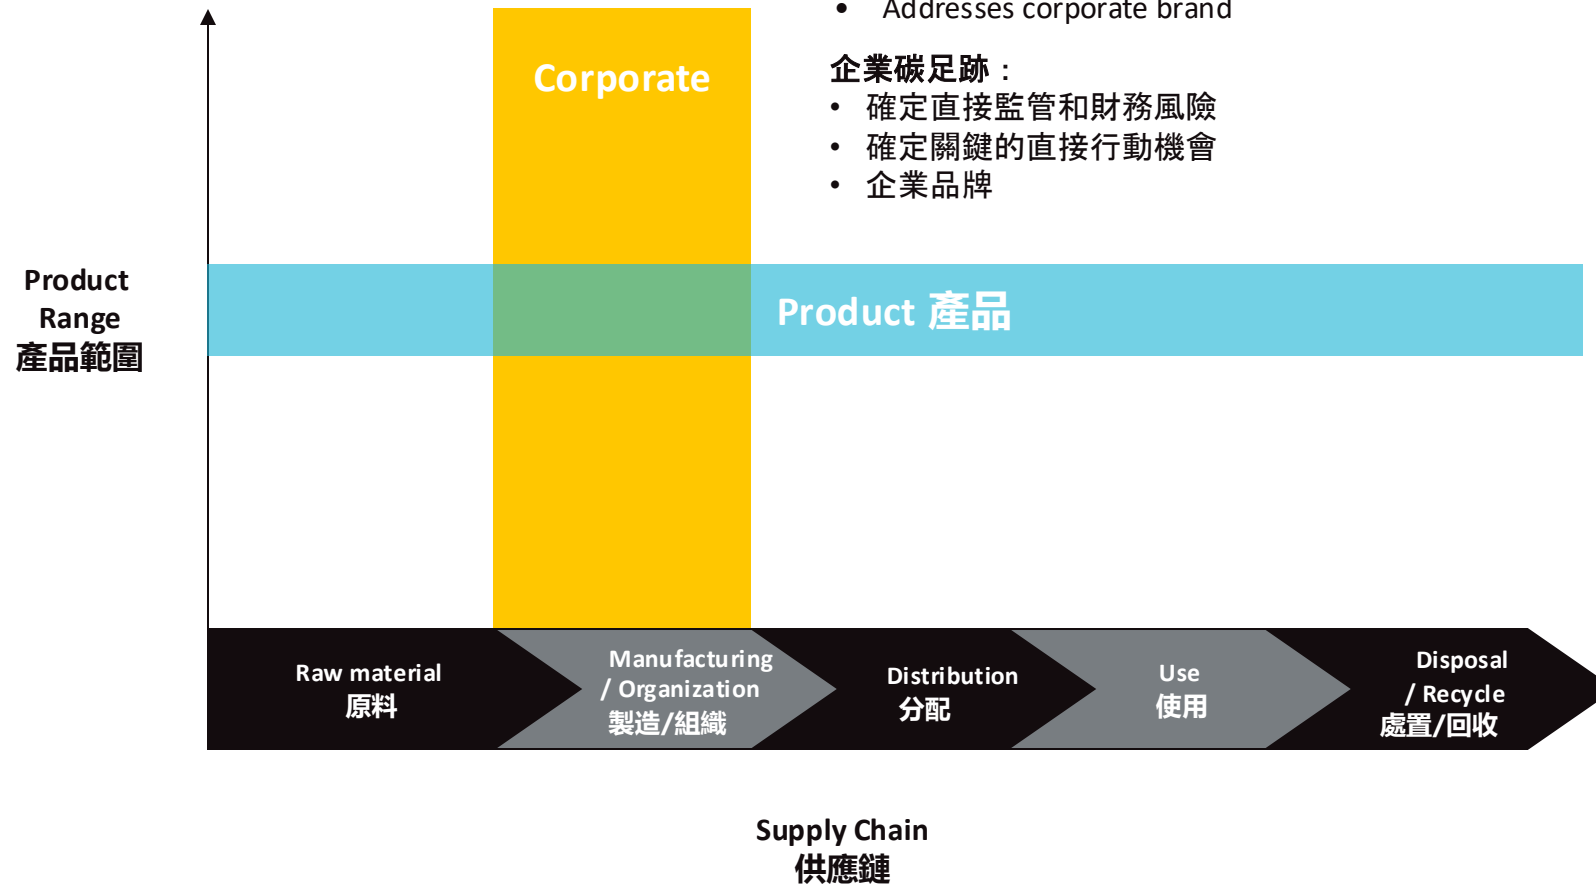 Addresses corporate brand
Corporate
企業碳足跡：
• 確定直接監管和財務風險
• 確定關鍵的直接行動機會
• 企業品牌
Product
Range
產品範圍
Product 產品
Raw material
原料
Manufacturing
/ Organization
製造/組織
Distribution
分配
Use
使用
Disposal
/ Recycle
處置/回收
Supply Chain
供應鏈